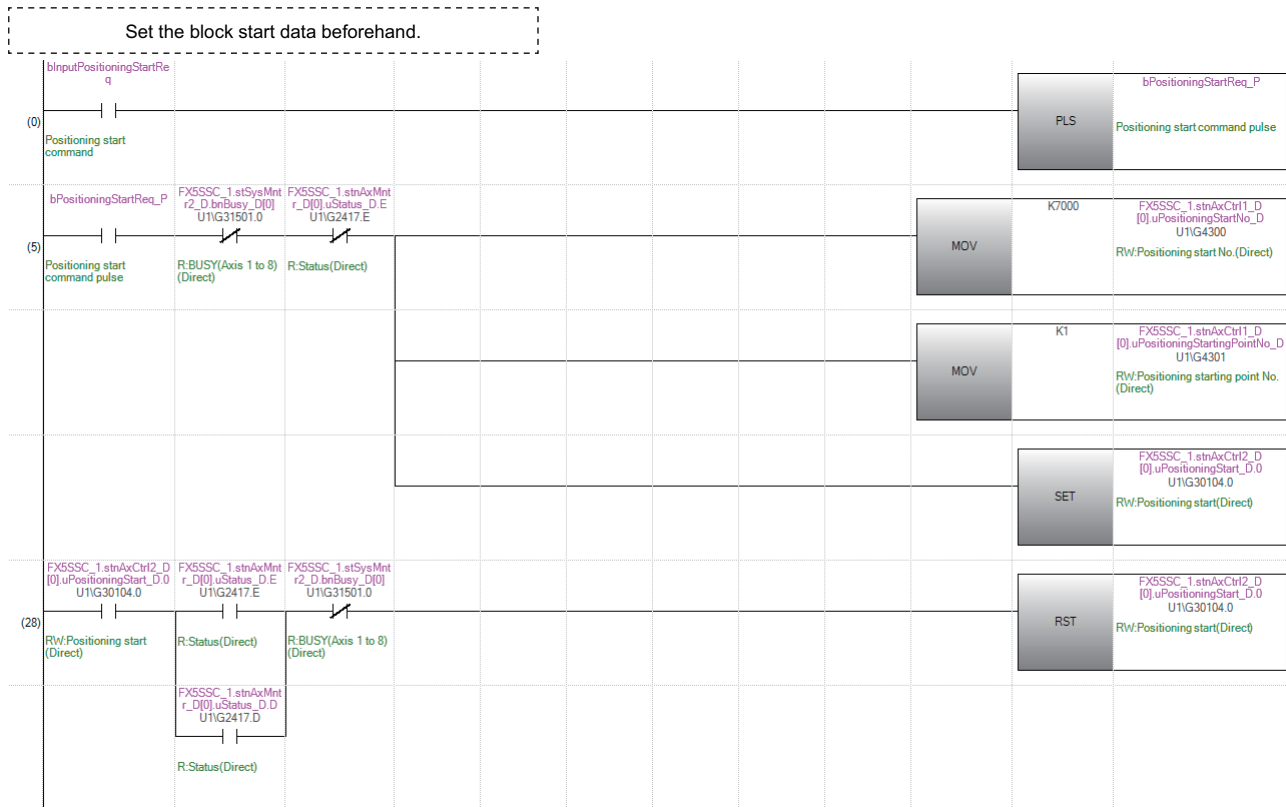 Set the block start data beforehand.
bInputPositioningStartRe
q
(0)
Positioning start
command
PLS
bPositioningStartReq_P
Positioning start command pulse
bPositioningStartReq_P
FX5SSC_1.stSysMnt
r2_D.bnBusy_D[0]
U1\G31501.0
FX5SSC_1.stnAxMnt
r_D[0].uStatus_D.E
U1\G2417.E
(5)
Positioning start
command pulse
R:BUSY(Axis 1 to 8)
(Direct)
R:Status(Direct)
MOV
K7000
FX5SSC_1.stnAxCtrl1_D
[0].uPositioningStartNo_D
U1\G4300
RW:Positioning start No.(Direct)
MOV
K1
FX5SSC_1.stnAxCtrl1_D
[0].uPositioningStartingPointNo_D
U1\G4301
RW:Positioning starting point No.
(Direct)
SET
FX5SSC_1.stnAxCtrl2_D
[0].uPositioningStart_D.0
U1\G30104.0
RW:Positioning start(Direct)
FX5SSC_1.stnAxCtrl2_D
[0].uPositioningStart_D.0
U1\G30104.0
FX5SSC_1.stnAxMnt
r_D[0].uStatus_D.E
U1\G2417.E
FX5SSC_1.stSysMnt
r2_D.bnBusy_D[0]
U1\G31501.0
(28)
RW:Positioning start
(Direct)
R:Status(Direct)
R:BUSY(Axis 1 to 8)
(Direct)
RST
FX5SSC_1.stnAxCtrl2_D
[0].uPositioningStart_D.0
U1\G30104.0
RW:Positioning start(Direct)
FX5SSC_1.stnAxMnt
r_D[0].uStatus_D.D
U1\G2417.D
R:Status(Direct)